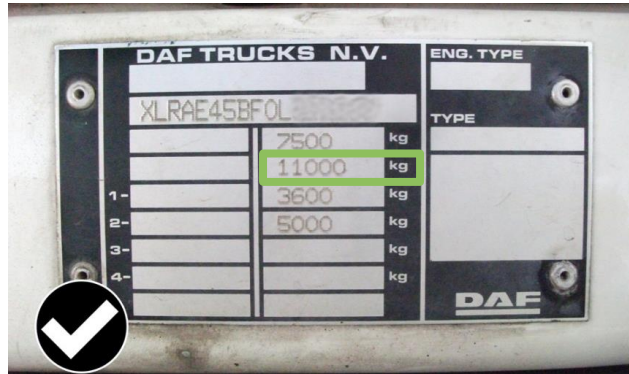 DAF TRUCKS N.V.
ENG. TYPE
XLRAE45BF0L
TYPE
7500 kg
11000 kg
1- 3600 kg
2- 5000 kg
3- kg
4- kg
DAF